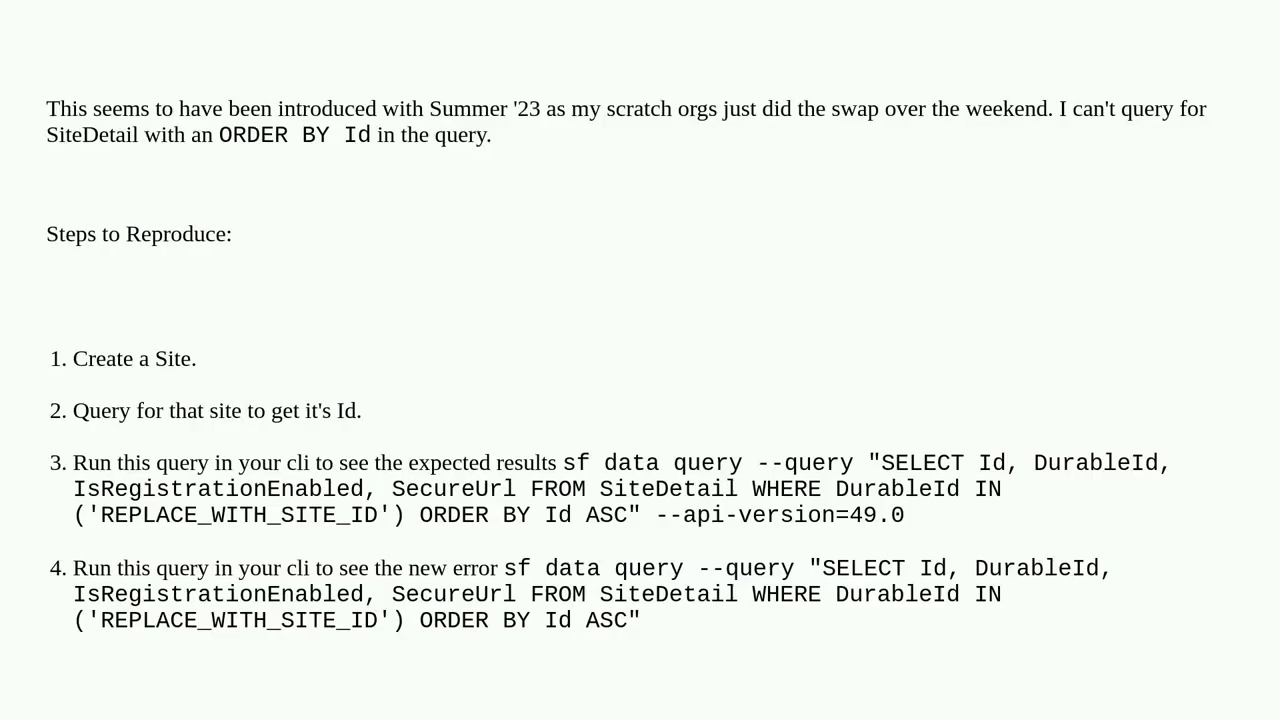 This seems to have been introduced with Summer '23 as my scratch orgs just did the swap over the weekend. I can't query for
SiteDetail with an ORDER BY Id in the query.
Steps to Reproduce:
1. Create a Site.
2. Query for that site to get it's Id.
3. Run this query in your cli to see the expected results sf data query --query "SELECT Id, DurableId,
IsRegistrationEnabled, SecureUrl FROM SiteDetail WHERE DurableId IN
('REPLACE_WITH_SITE_ID') ORDER BY Id ASC" --api-version=49.0
4. Run this query in your cli to see the new error sf data query --query "SELECT Id, DurableId,
IsRegistrationEnabled, SecureUrl FROM SiteDetail WHERE DurableId IN
('REPLACE_WITH_SITE_ID') ORDER BY Id ASC"